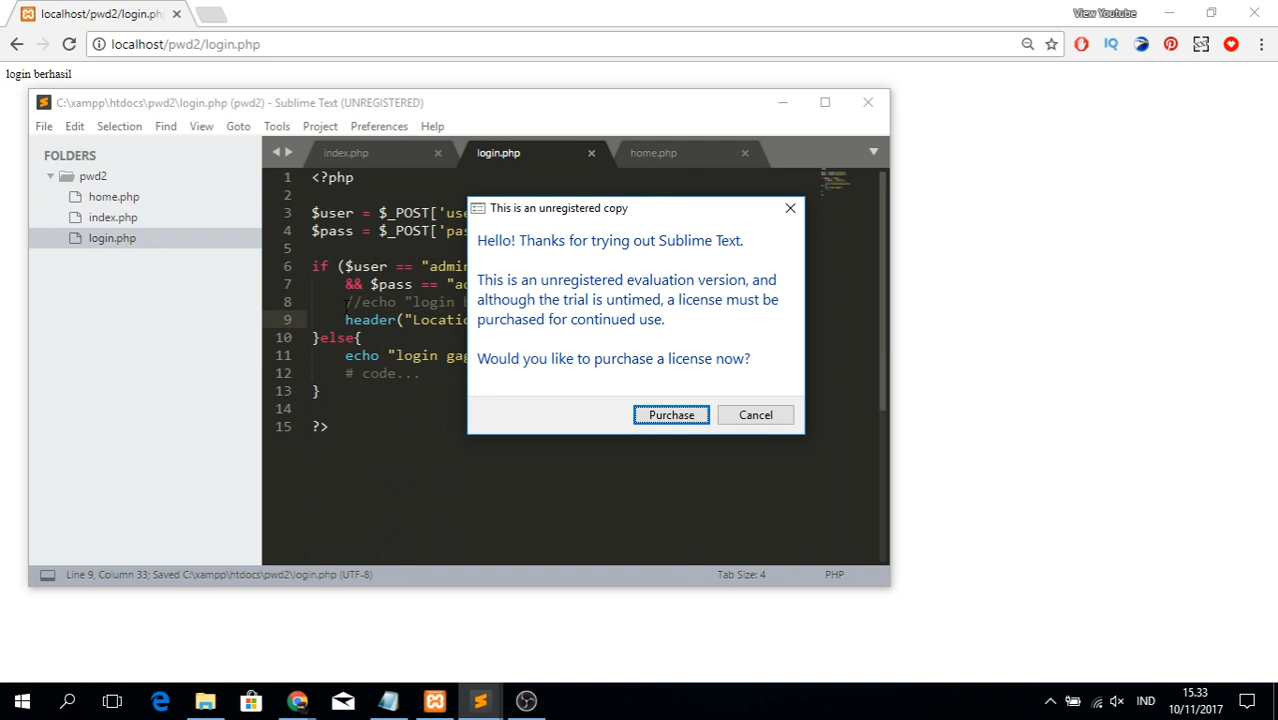 localhost/pwd2/login.ph
View Youtube
localhost/pwd2/login.php
login berhasil
C:\xampp\htdocs\pwd2\login.php (pwd2) - Sublime Text (UNREGISTERED)
File Edit Selection Find View Goto Tools Project Preferences Help
FOLDERS
pwd2
home.php
index.php
login.php
index.php login.php home.php
1 <?php
2
3 $user = $_POST['use
4 $pass = $_POST['pas
5
6 if ($user == "admin
7 && $pass == "ad
8 //echo "login b
9 header("Locatio
10 }else{
11 echo "login gag
12 # code...
13 }
14
15 ?>
This is an unregistered copy
Hello! Thanks for trying out Sublime Text.
This is an unregistered evaluation version, and
although the trial is untimed, a license must be
purchased for continued use.
Would you like to purchase a license now?
Purchase Cancel
Line 9, Column 33; Saved C:\xampp\htdocs\pwd2\login.php (UTF-8) Tab Size: 4 PHP
IND
15.33
10/11/2017